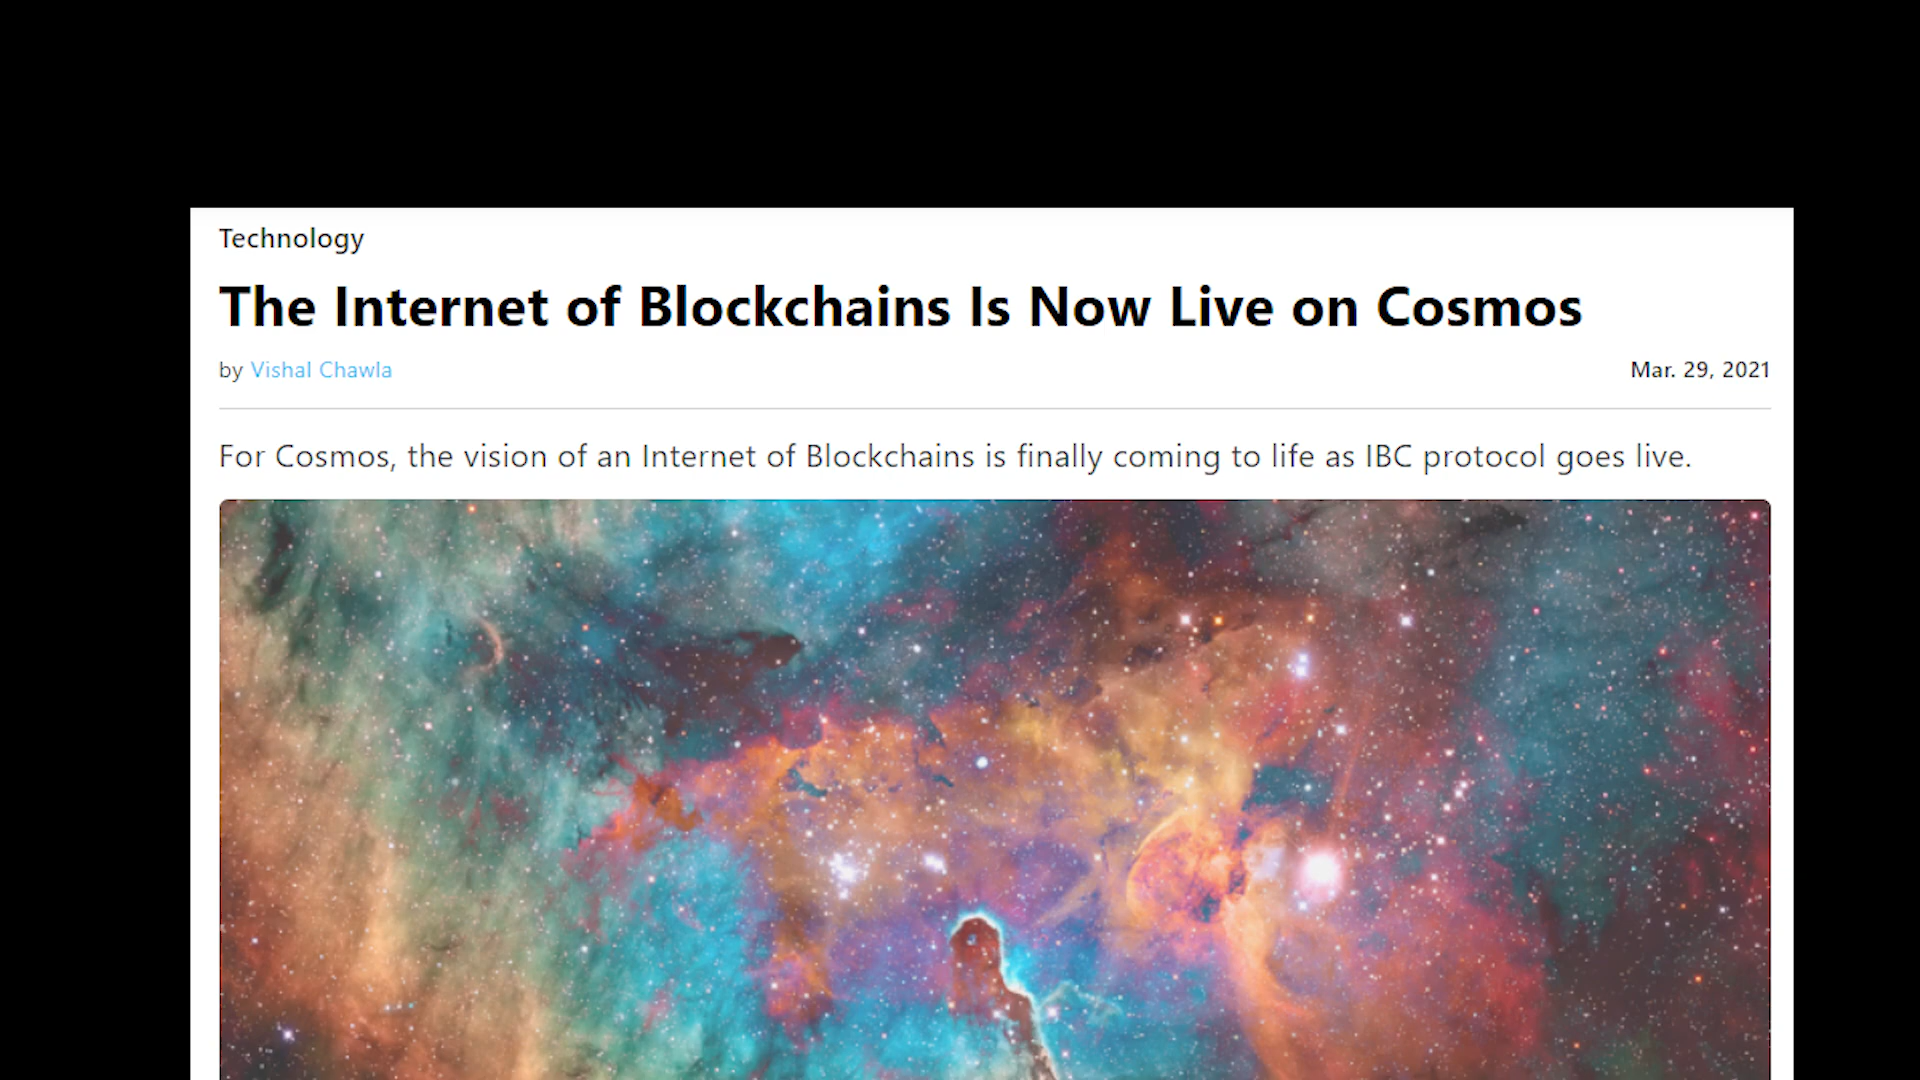 Technology
The Internet of Blockchains Is Now Live on Cosmos
by Vishal Chawla Mar. 29, 2021
For Cosmos, the vision of an Internet of Blockchains is finally coming to life as IBC protocol goes live.